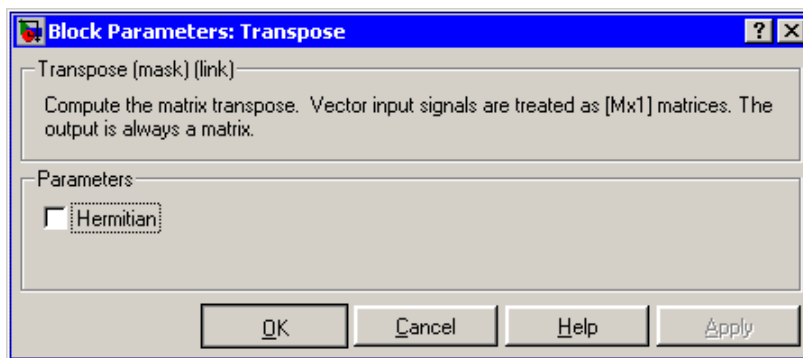 Block Parameters: Transpose
Transpose (mask) (link)
Compute the matrix transpose.  Vector input signals are treated as [Mx1] matrices. The
output is always a matrix.
Parameters
Hermitian
OK
Cancel
Help
Apply